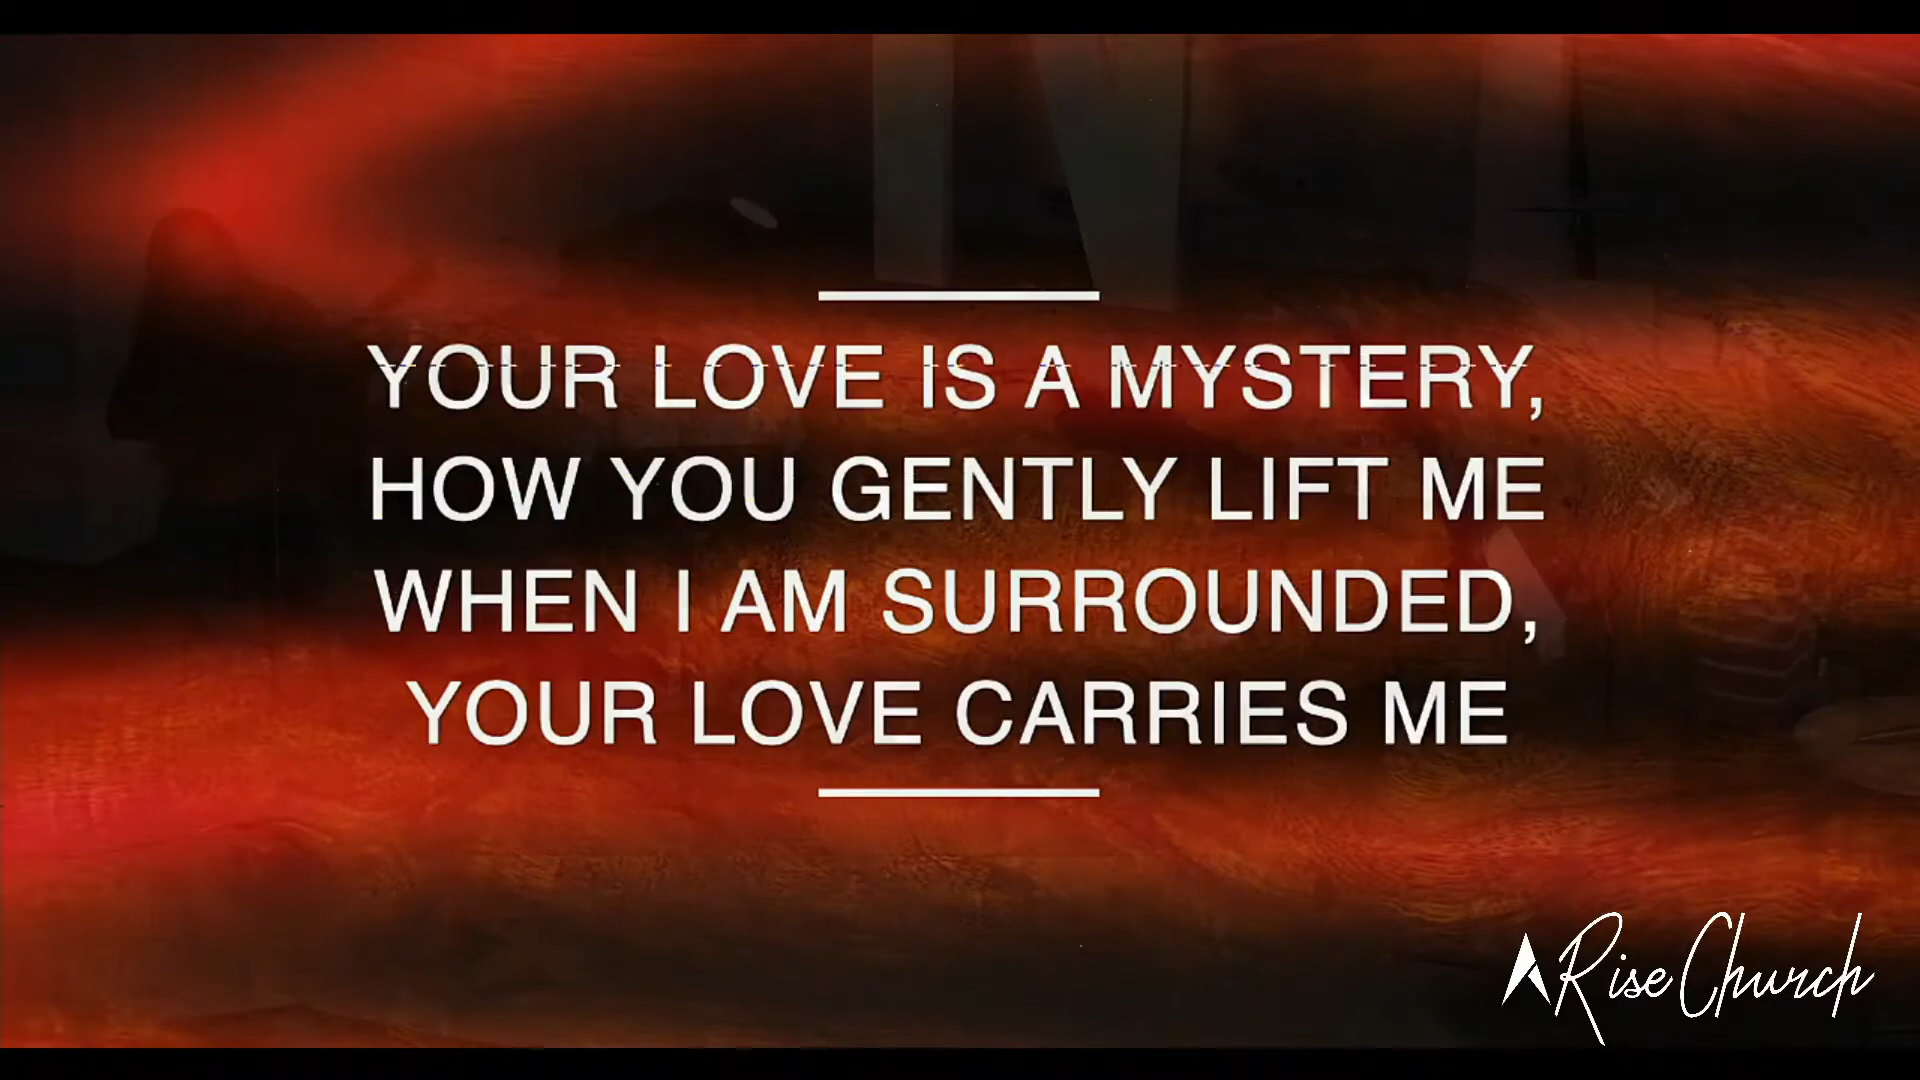 YOUR LOVE IS A MYSTERY,
HOW YOU GENTLY LIFT ME
WHEN I AM SURROUNDED,
YOUR LOVE CARRIES ME
Rise Church